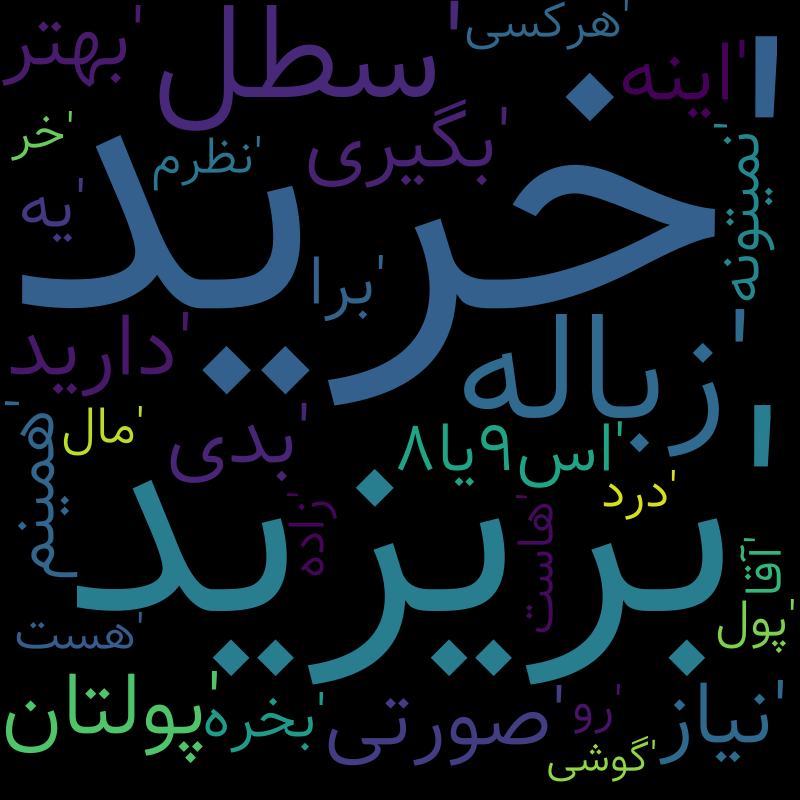 'هرکسی
'بهتر
'سطل
'اینه
'خر
'نظرم
'بگیری
'نمیتونه
'یه
'خرید
'برا
'دارید
'زباله
'مال
'بدی
'اس۹یا۸
'همینم
'درد
'زاده
'هاست
'بریزید
'آقا
'پول
'هست
'پولتان
'بخره
'صورتی
'رو
'نیاز
'گوشی